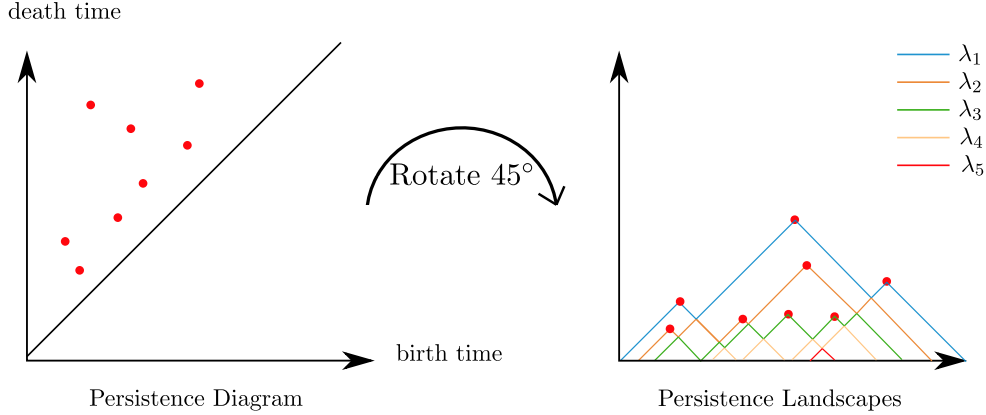 death time
birth time
Persistence Diagram
Rotate 45°
λ₁
λ₂
λ₃
λ₄
λ₅
Persistence Landscapes